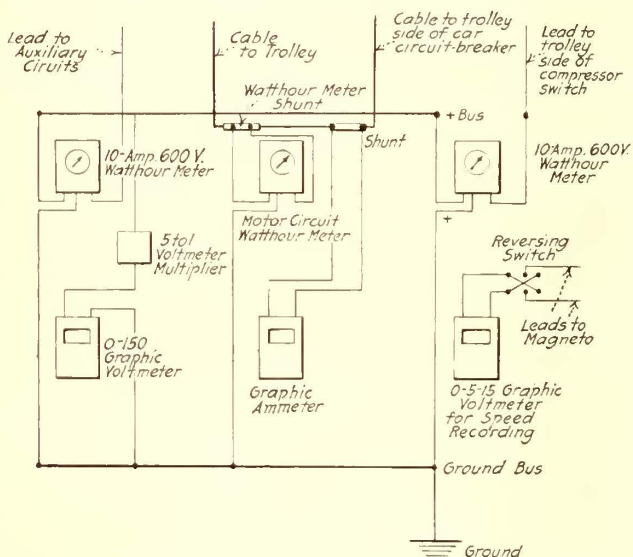 Lead to
Auxiliary
Ciruits
Cable
to Trolley
Cable to trolley
side of car
circuit-breaker
Lead to
trolley
side of
compressor
switch
Watthour Meter
Shunt
+ Bus
Shunt
10-Amp. 600 V.
Watthour Meter
Motor Circuit
Watthour Meter
10 Amp. 600V.
Watthour
Meter
+
5 to 1
Voltmeter
Multiplier
Reversing
Switch
Leads to
Magneto
0-150
Graphic
Voltmeter
Graphic
Ammeter
0-5-15 Graphic
Voltmeter
for Speed
Recording
Ground Bus
Ground